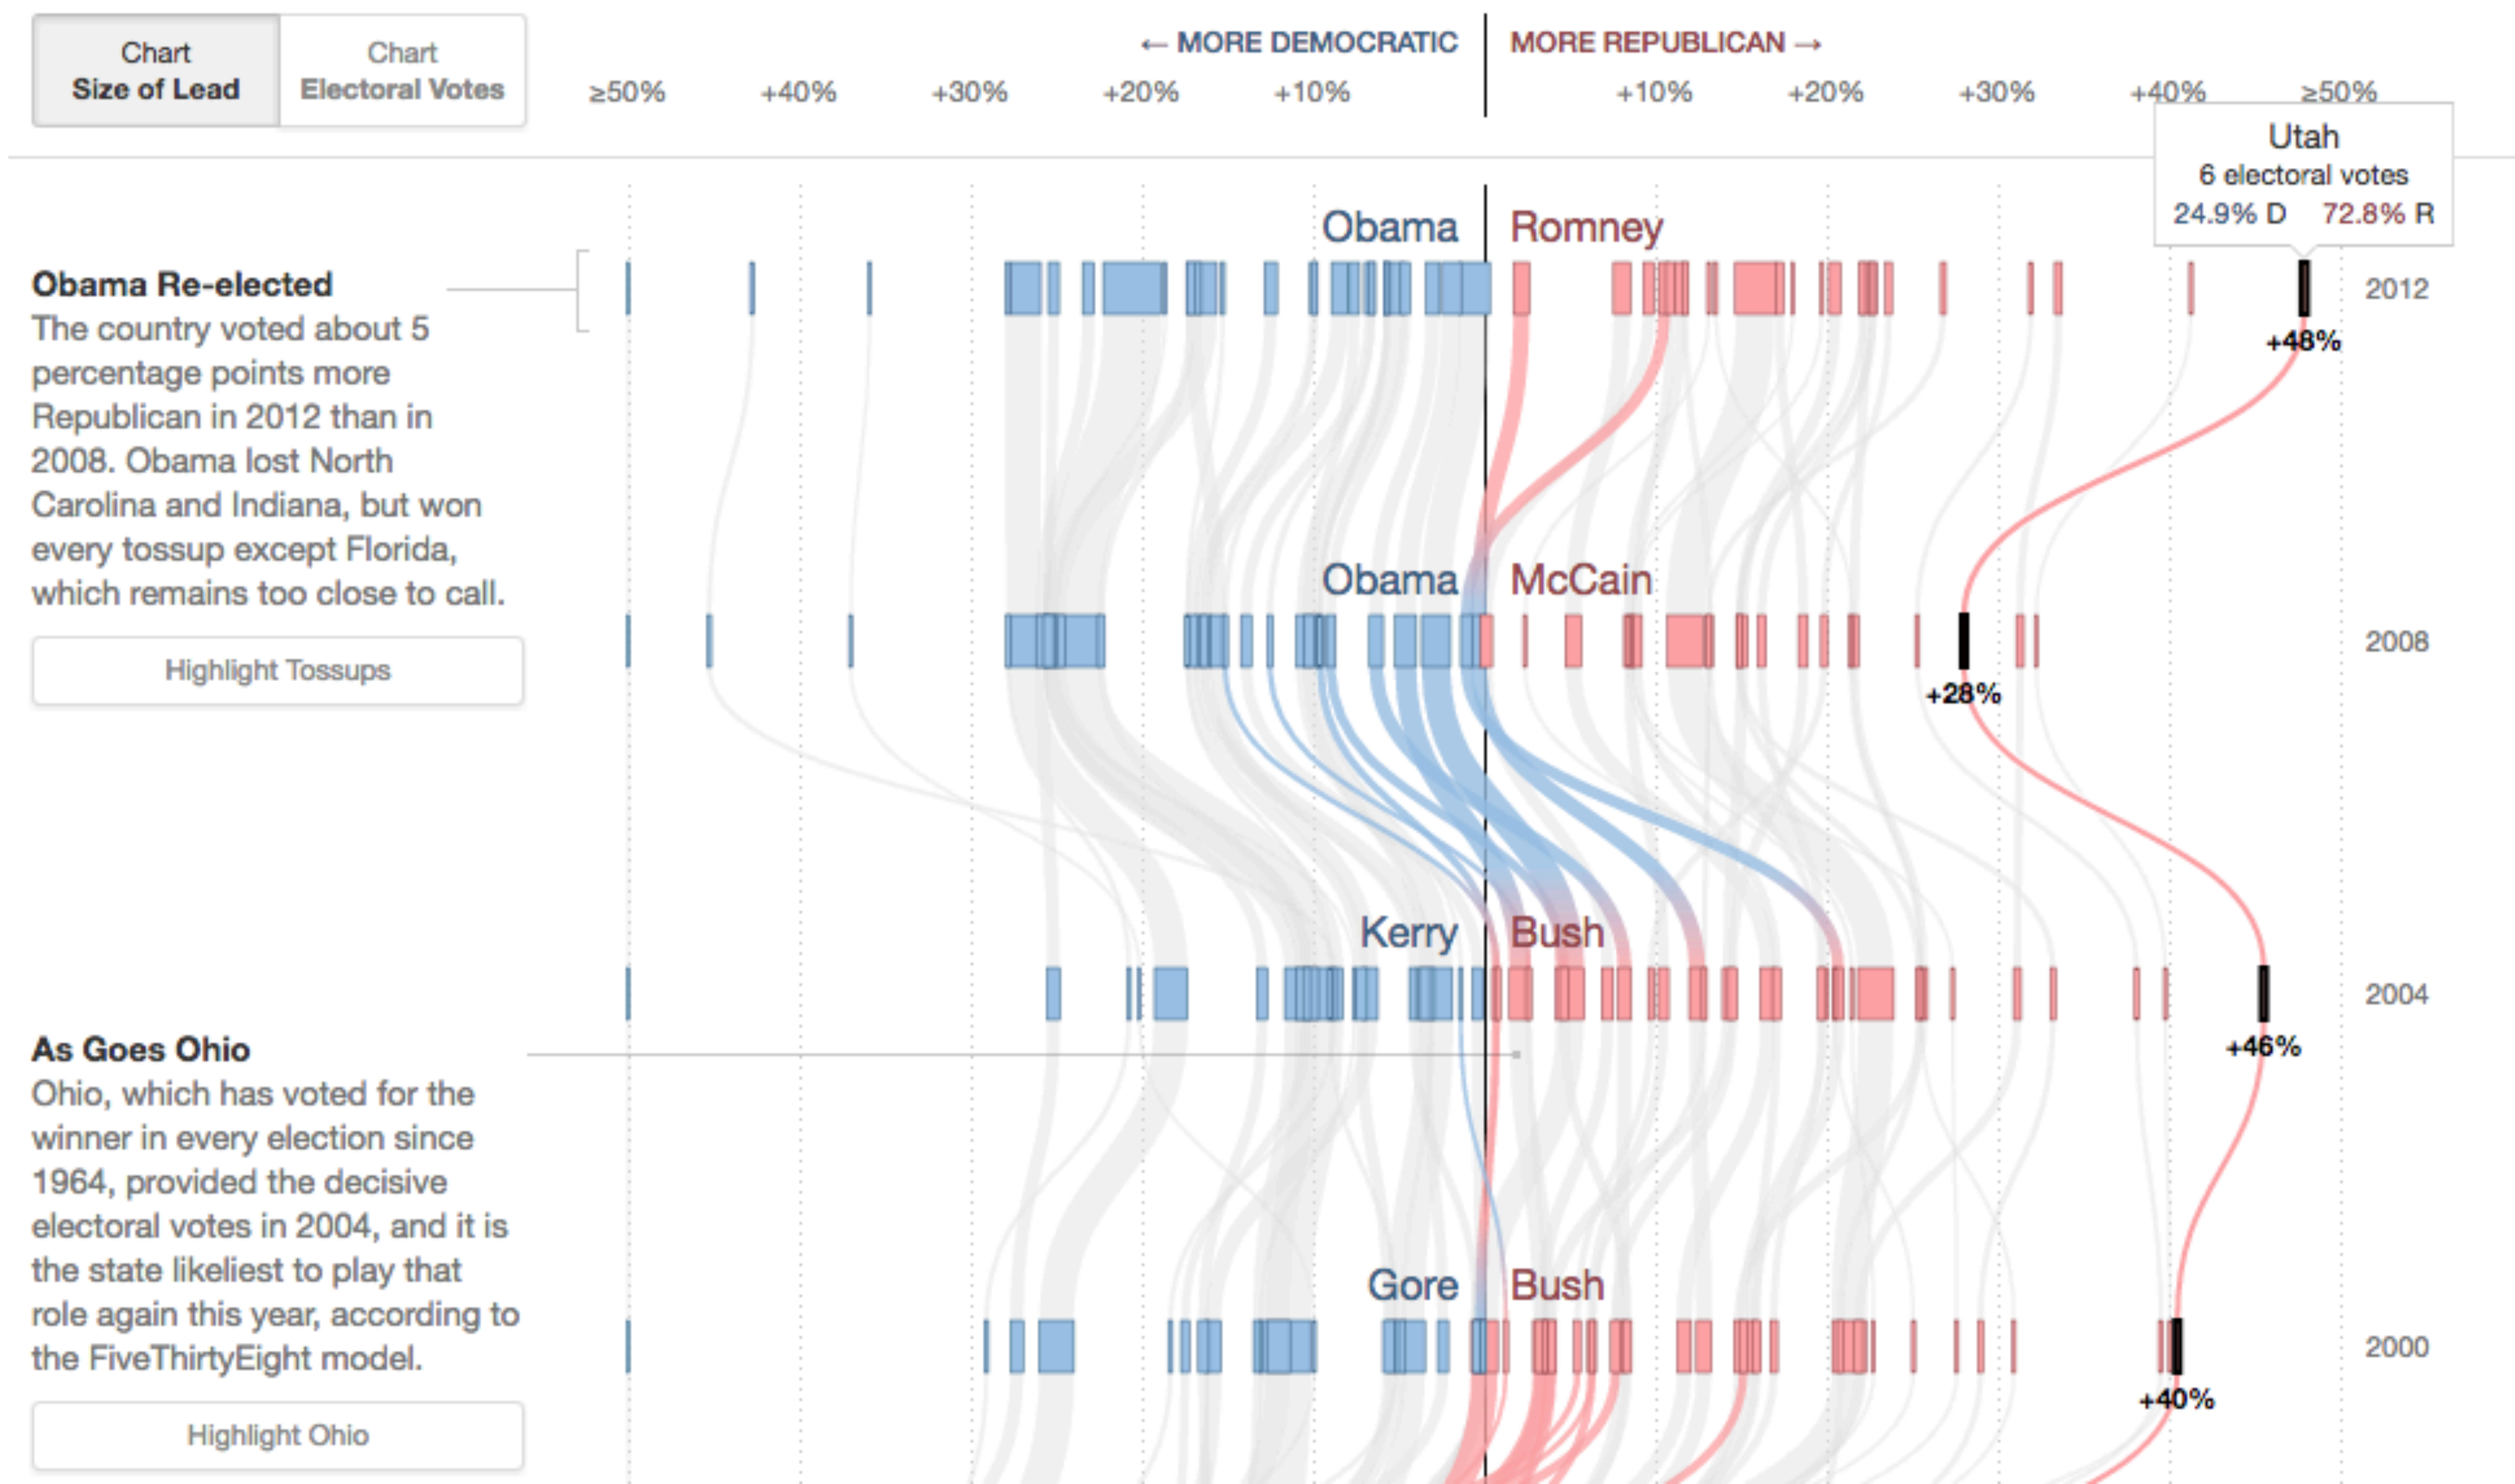 Chart
Size of Lead
Chart
Electoral Votes
← MORE DEMOCRATIC
MORE REPUBLICAN →
≥50% +40% +30% +20% +10% +10% +20% +30% +40% ≥50%
Utah
6 electoral votes
24.9% D 72.8% R
Obama Romney
2012
+48%
Obama Re-elected
The country voted about 5
percentage points more
Republican in 2012 than in
2008. Obama lost North
Carolina and Indiana, but won
every tossup except Florida,
which remains too close to call.
Highlight Tossups
Obama McCain
2008
+28%
Kerry Bush
2004
+46%
As Goes Ohio
Ohio, which has voted for the
winner in every election since
1964, provided the decisive
electoral votes in 2004, and it is
the state likeliest to play that
role again this year, according to
the FiveThirtyEight model.
Highlight Ohio
Gore Bush
2000
+40%